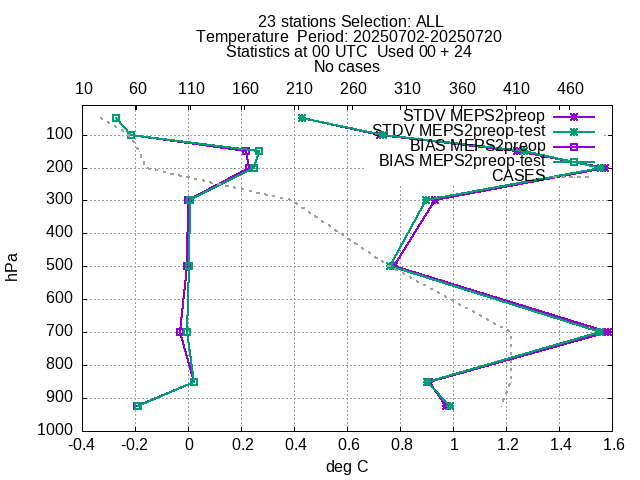 23 stations Selection: ALL
Temperature  Period: 20250702-20250720
Statistics at 00 UTC  Used 00 + 24
No cases
10 60 110 160 210 260 310 360 410 460
STDV MEPS2preop
STDV MEPS2preop-test
BIAS MEPS2preop
BIAS MEPS2preop-test
CASES
100
200
300
400
500
600
700
800
900
1000
hPa
-0.4 -0.2 0 0.2 0.4 0.6 0.8 1 1.2 1.4 1.6
deg C